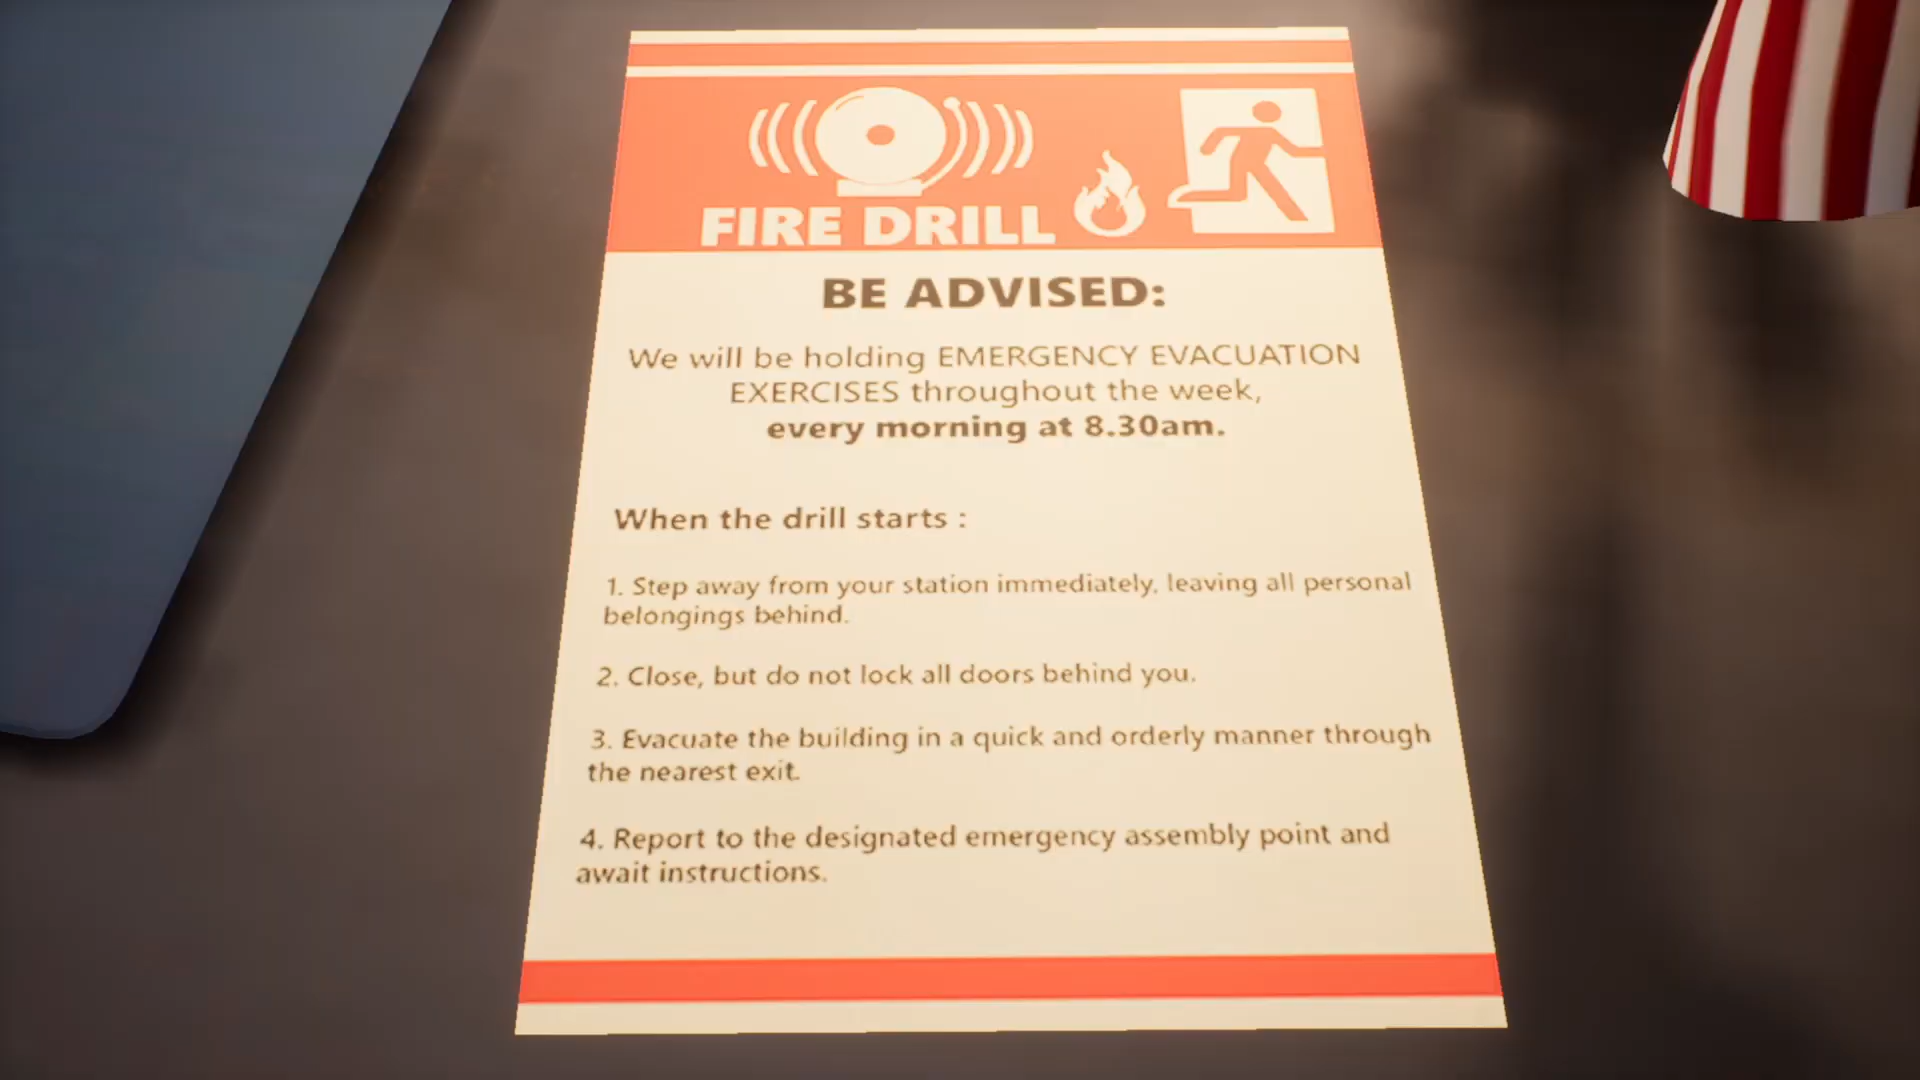 FIRE DRILL
BE ADVISED:
We will be holding EMERGENCY EVACUATION
EXERCISES throughout the week,
every morning at 8.30am.
When the drill starts :
1. Step away from your station immediately, leaving all personal
belongings behind.
2. Close, but do not lock all doors behind you.
3. Evacuate the building in a quick and orderly manner through
the nearest exit.
4. Report to the designated emergency assembly point and
await instructions.